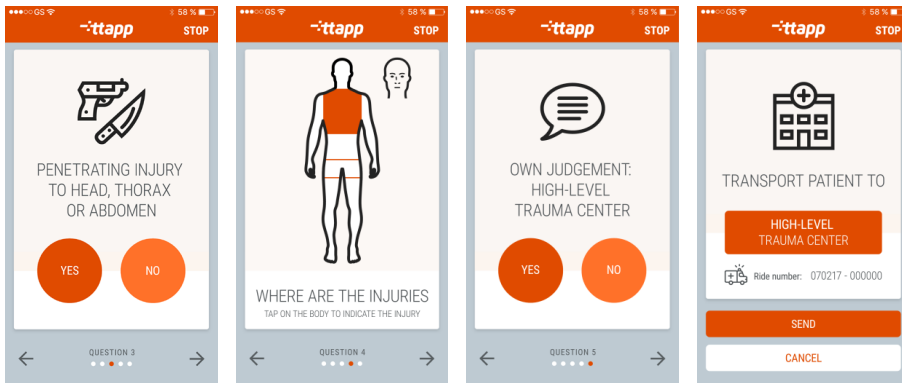 GS 58 %
ttapp STOP
PENETRATING INJURY
TO HEAD, THORAX
OR ABDOMEN
YES NO
QUESTION 3
GS 58 %
ttapp STOP
WHERE ARE THE INJURIES
TAP ON THE BODY TO INDICATE THE INJURY
QUESTION 4
GS 58 %
ttapp STOP
OWN JUDGEMENT:
HIGH-LEVEL
TRAUMA CENTER
YES NO
QUESTION 5
GS 58 %
ttapp STOP
TRANSPORT PATIENT TO
HIGH-LEVEL
TRAUMA CENTER
Ride number: 070217 - 000000
SEND
CANCEL